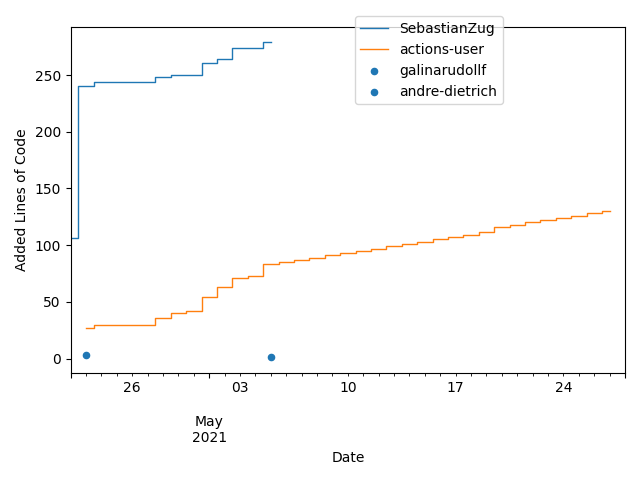 SebastianZug
actions-user
galinarudollf
andre-dietrich
250
200
150
100
50
0
Added Lines of Code
26
03
10
17
24
May
2021
Date